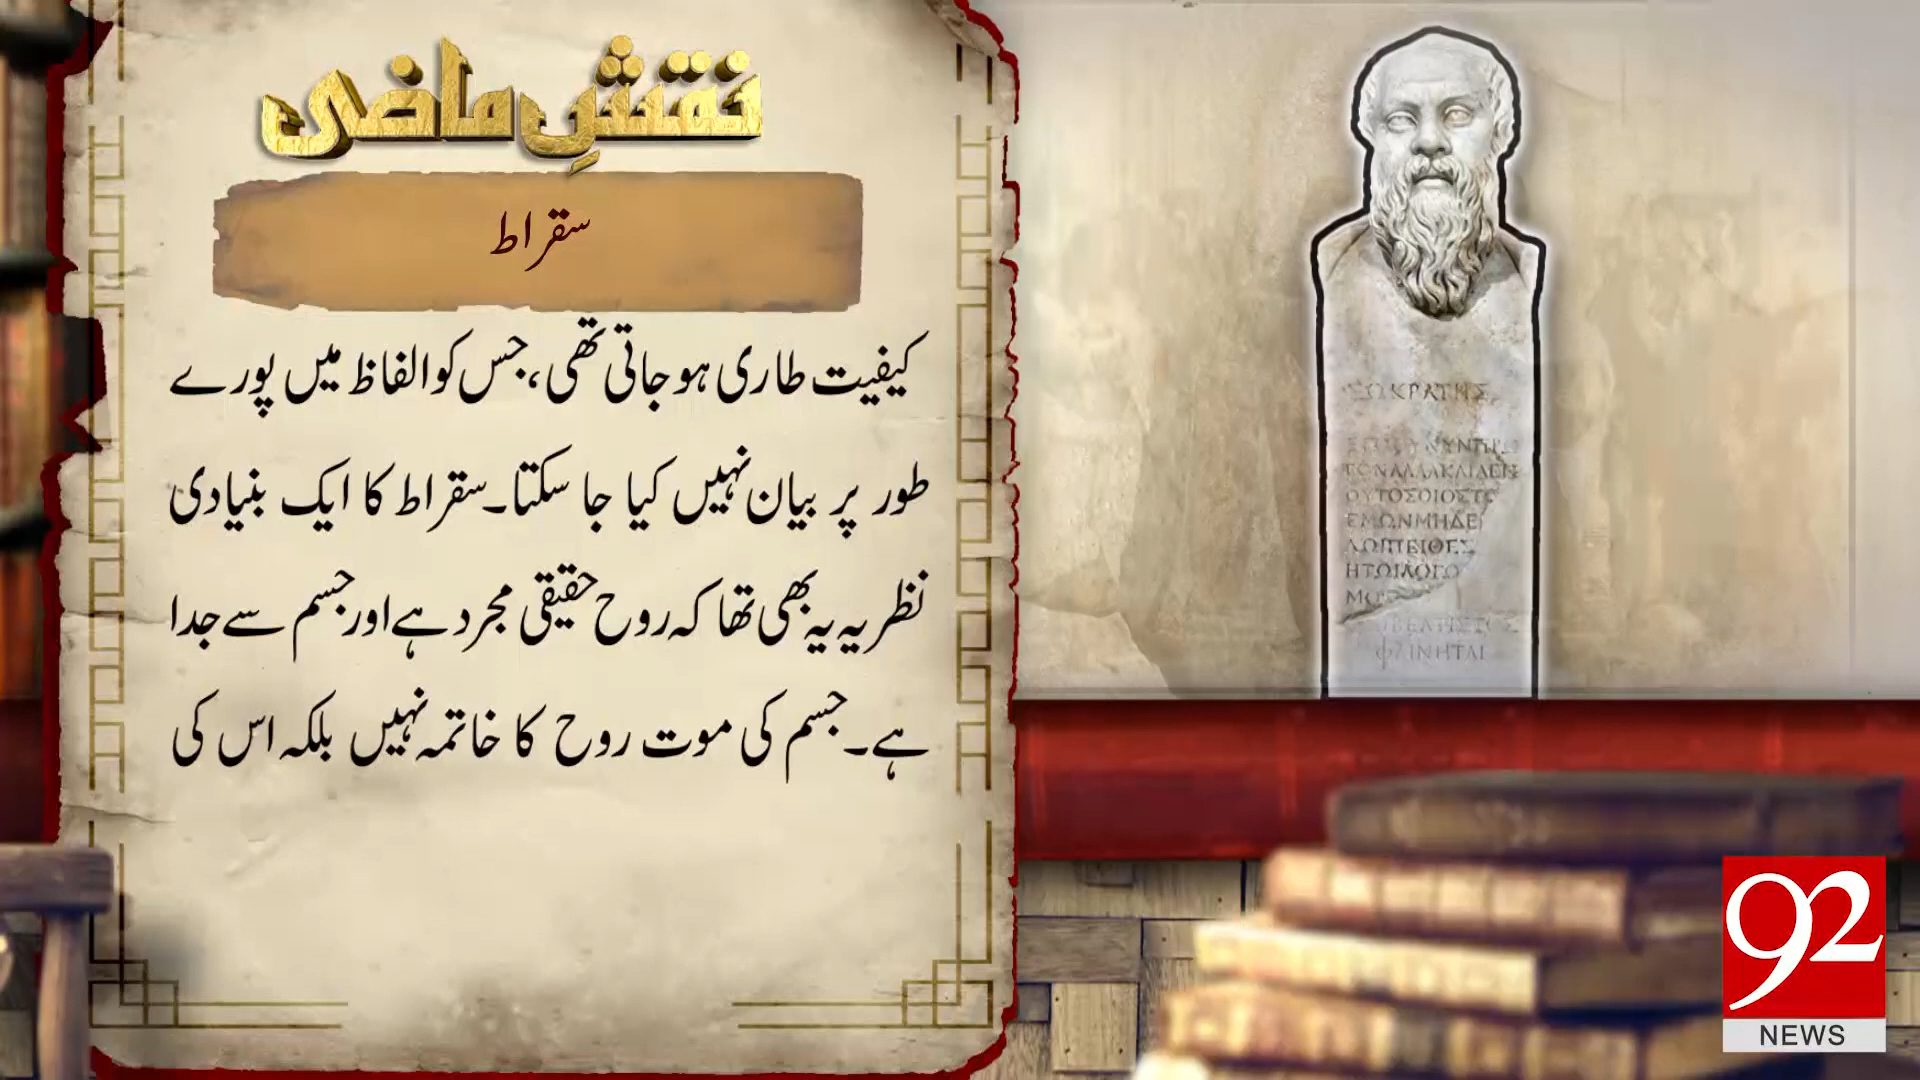 نقشِ ماضی
سقراط
کیفیت طاری ہو جاتی تھی، جس کو الفاظ میں پورے
طور پر بیان نہیں کیا جا سکتا۔سقراط کا ایک بنیادی
نظریہ یہ بھی تھا کہ روح حقیقی مجرد ہے اور جسم سے جدا
ہے۔ جسم کی موت روح کا خاتمہ نہیں بلکہ اس کی
ΣΩΚΡΑΤΗΣ
92
NEWS